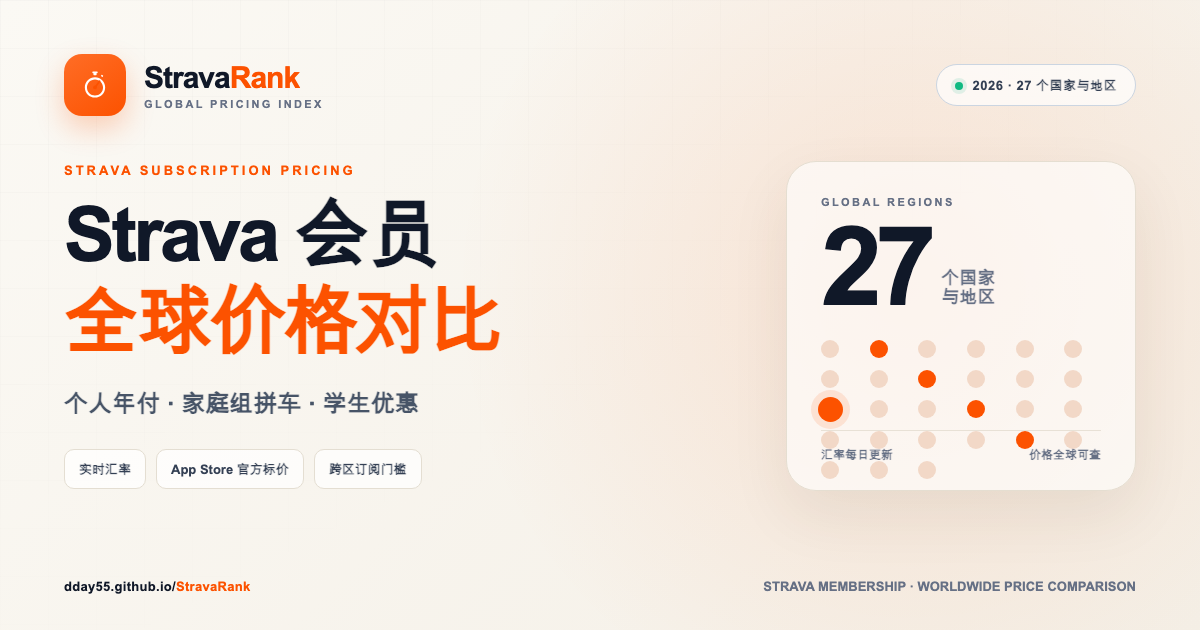 StravaRank
GLOBAL PRICING INDEX
2026 · 27 个国家与地区
STRAVA SUBSCRIPTION PRICING
Strava 会员
全球价格对比
个人年付 · 家庭组拼车 · 学生优惠
实时汇率
App Store 官方标价
跨区订阅门槛
GLOBAL REGIONS
27
个国家
与地区
汇率每日更新
价格全球可查
dday55.github.io/StravaRank
STRAVA MEMBERSHIP · WORLDWIDE PRICE COMPARISON